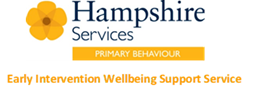 Hampshire
Services
PRIMARY BEHAVIOUR
Early Intervention Wellbeing Support Service